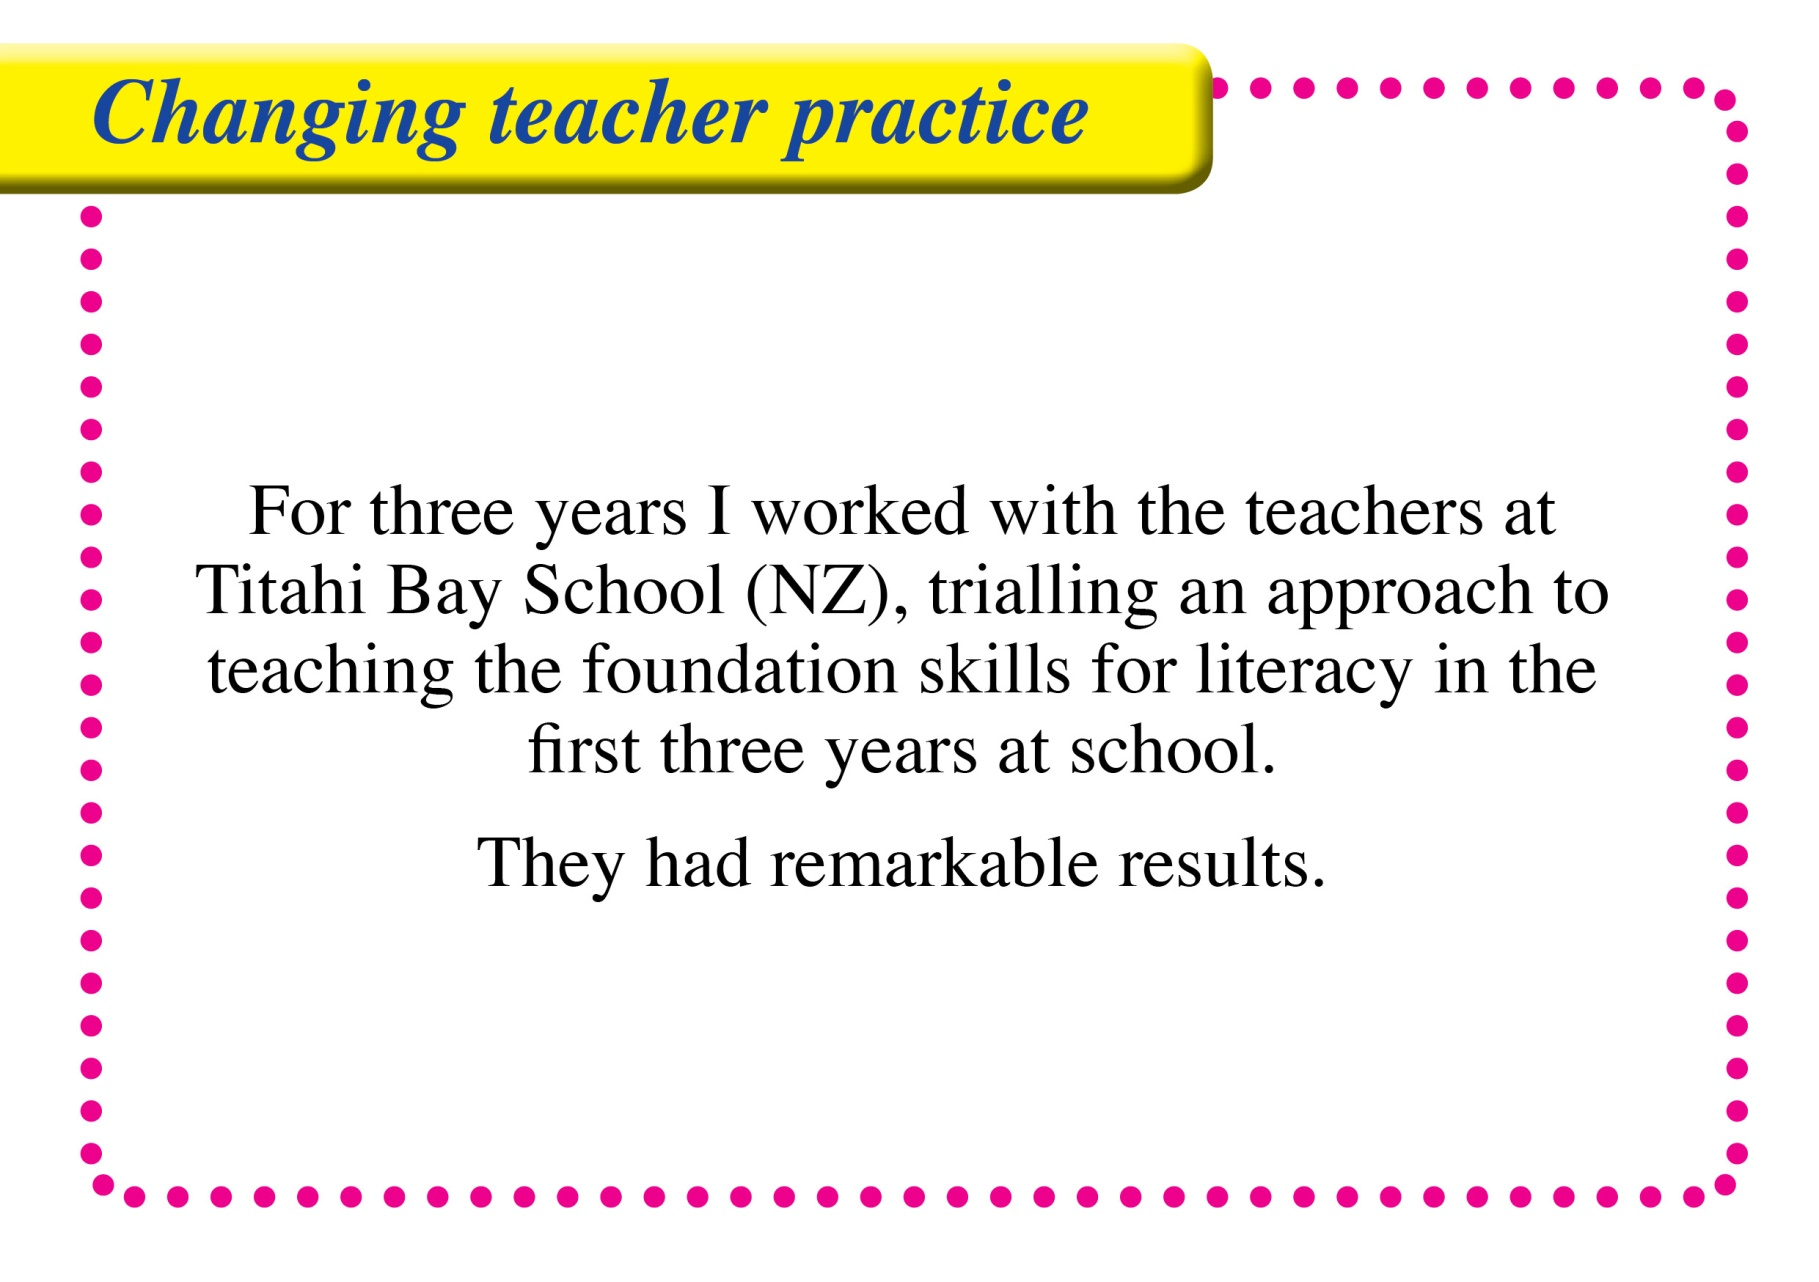 Changing teacher practice
For three years I worked with the teachers at
Titahi Bay School (NZ), trialling an approach to
teaching the foundation skills for literacy in the
first three years at school.
They had remarkable results.